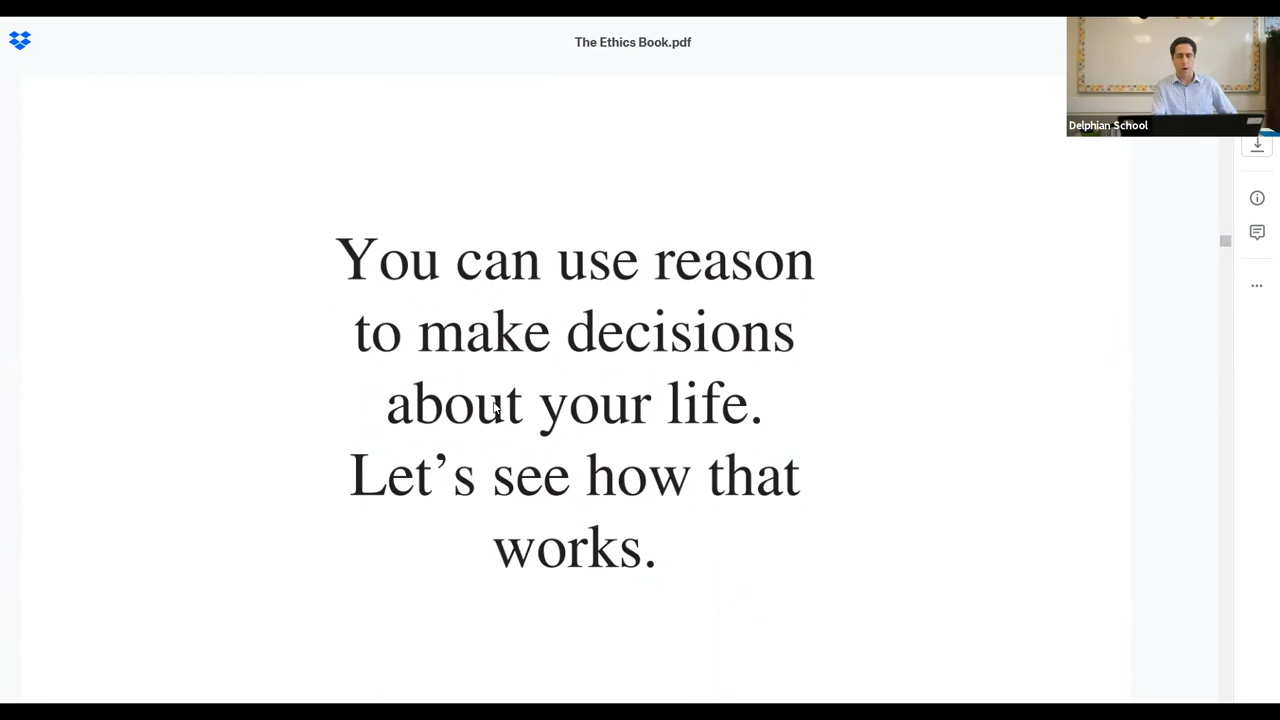 The Ethics Book.pdf
Delphian School
You can use reason
to make decisions
about your life.
Let’s see how that
works.